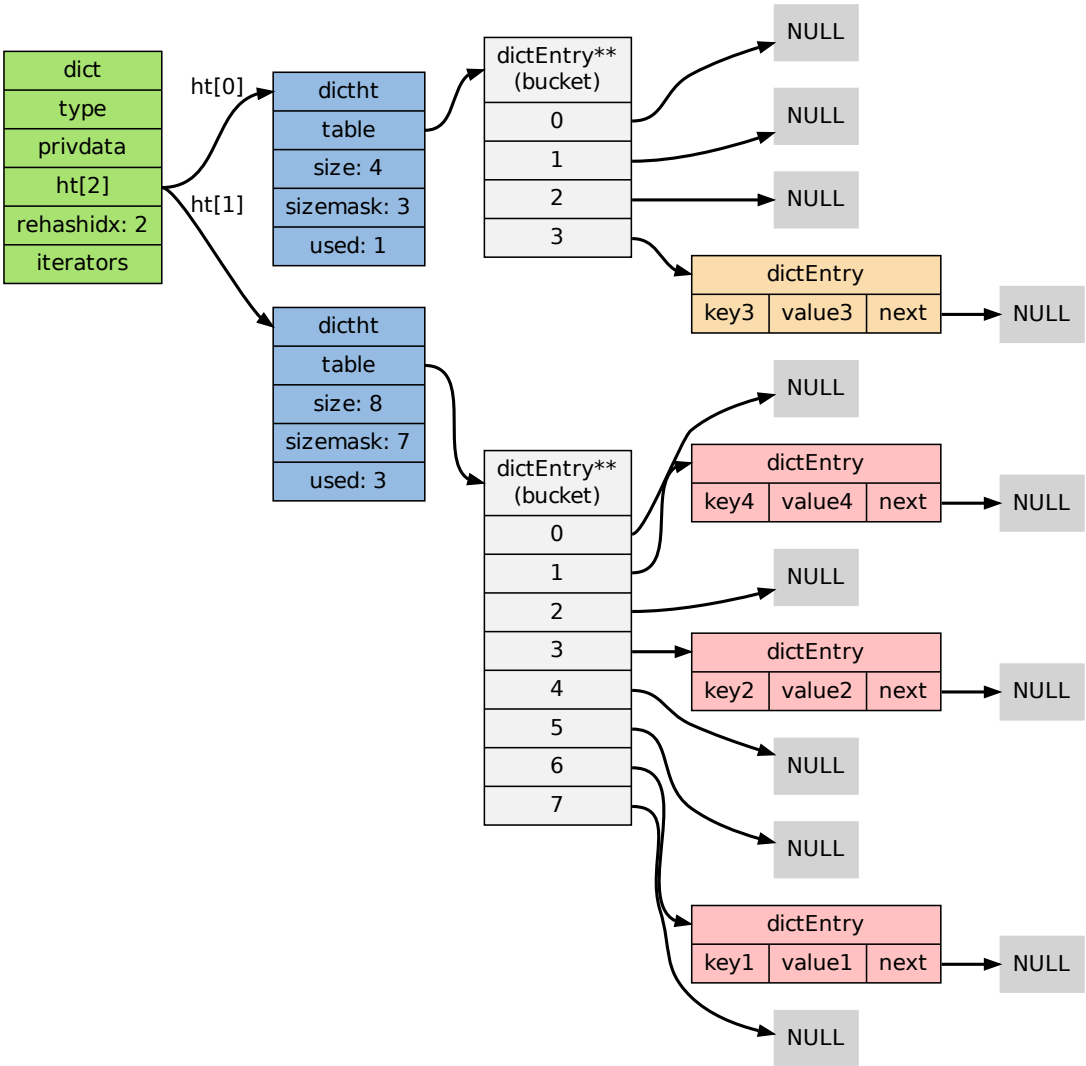 dict
type
privdata
ht[2]
rehashidx: 2
iterators
ht[0]
ht[1]
dictht
table
size: 4
sizemask: 3
used: 1
dictht
table
size: 8
sizemask: 7
used: 3
dictEntry**
(bucket)
0
1
2
3
NULL
NULL
NULL
dictEntry
key3 value3 next
NULL
dictEntry**
(bucket)
0
1
2
3
4
5
6
7
NULL
dictEntry
key4 value4 next
NULL
NULL
dictEntry
key2 value2 next
NULL
NULL
NULL
dictEntry
key1 value1 next
NULL
NULL